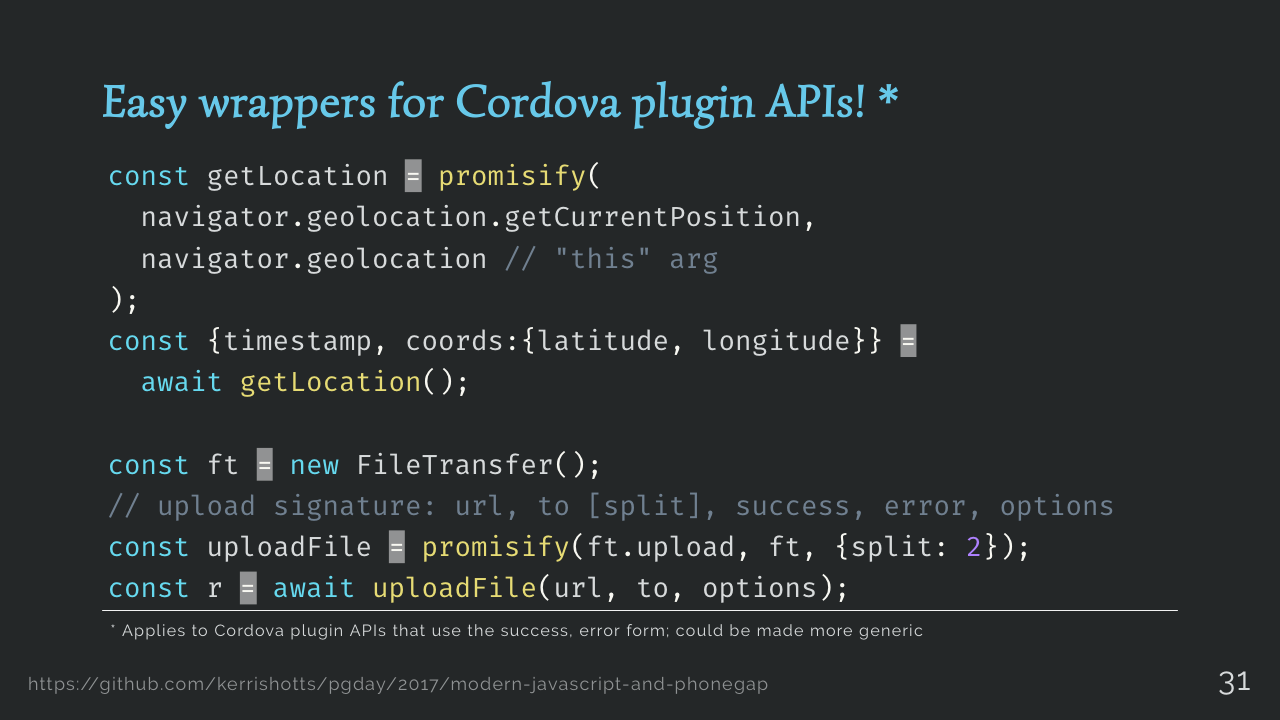 Easy wrappers for Cordova plugin APIs! *
const getLocation = promisify(
  navigator.geolocation.getCurrentPosition,
  navigator.geolocation // "this" arg
);
const {timestamp, coords:{latitude, longitude}} =
  await getLocation();

const ft = new FileTransfer();
// upload signature: url, to [split], success, error, options
const uploadFile = promisify(ft.upload, ft, {split: 2});
const r = await uploadFile(url, to, options);
* Applies to Cordova plugin APIs that use the success, error form; could be made more generic
https://github.com/kerrishotts/pgday/2017/modern-javascript-and-phonegap
31